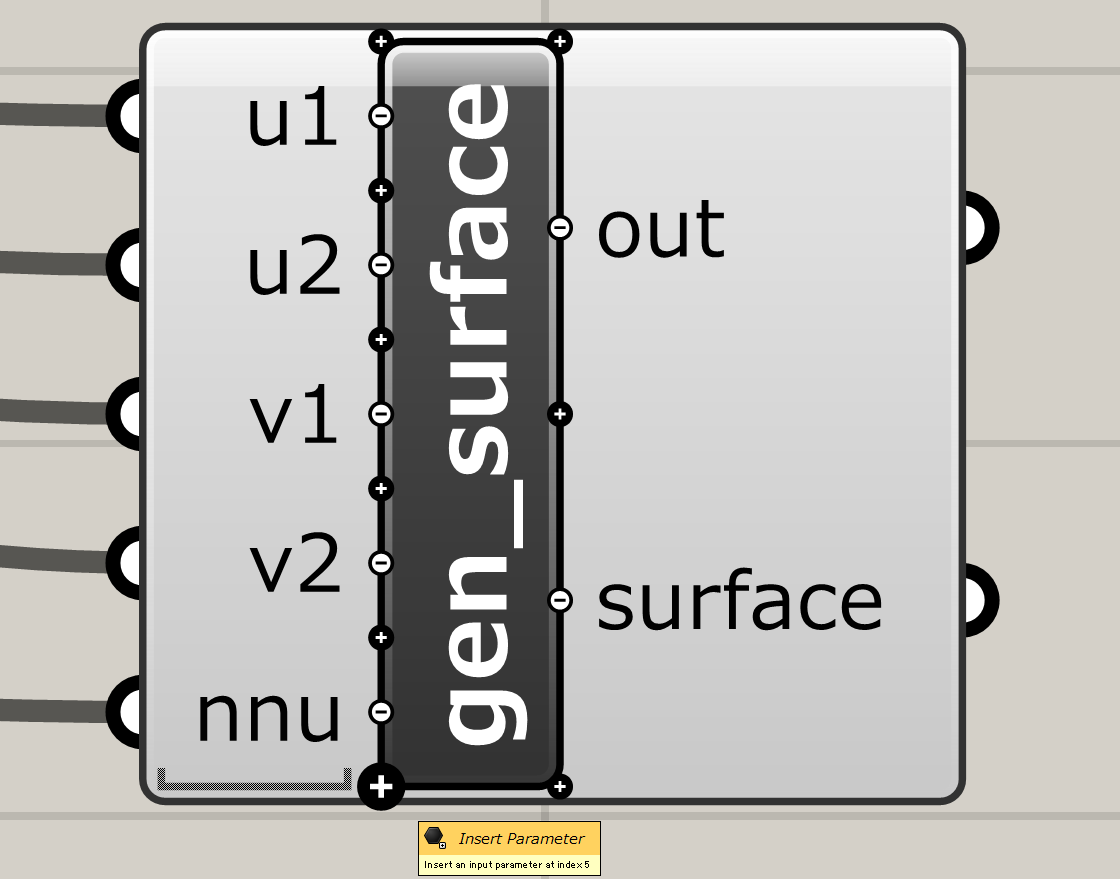 u1
u2
v1
v2
nnu
gen_surface
out
surface
Insert Parameter
Insert an input parameter at index 5